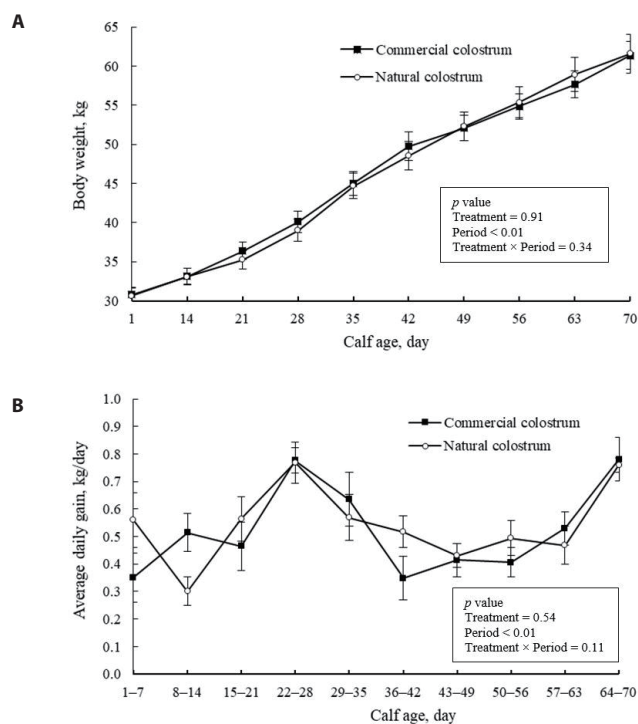 A
65
60
55
50
45
40
35
30
Body weight, kg
Commercial colostrum
Natural colostrum
p value
Treatment = 0.91
Period < 0.01
Treatment × Period = 0.34
1 14 21 28 35 42 49 56 63 70
Calf age, day
B
1.0
0.9
0.8
0.7
0.6
0.5
0.4
0.3
0.2
0.1
0.0
Average daily gain, kg/day
Commercial colostrum
Natural colostrum
p value
Treatment = 0.54
Period < 0.01
Treatment × Period = 0.11
1–7 8–14 15–21 22–28 29–35 36–42 43–49 50–56 57–63 64–70
Calf age, day